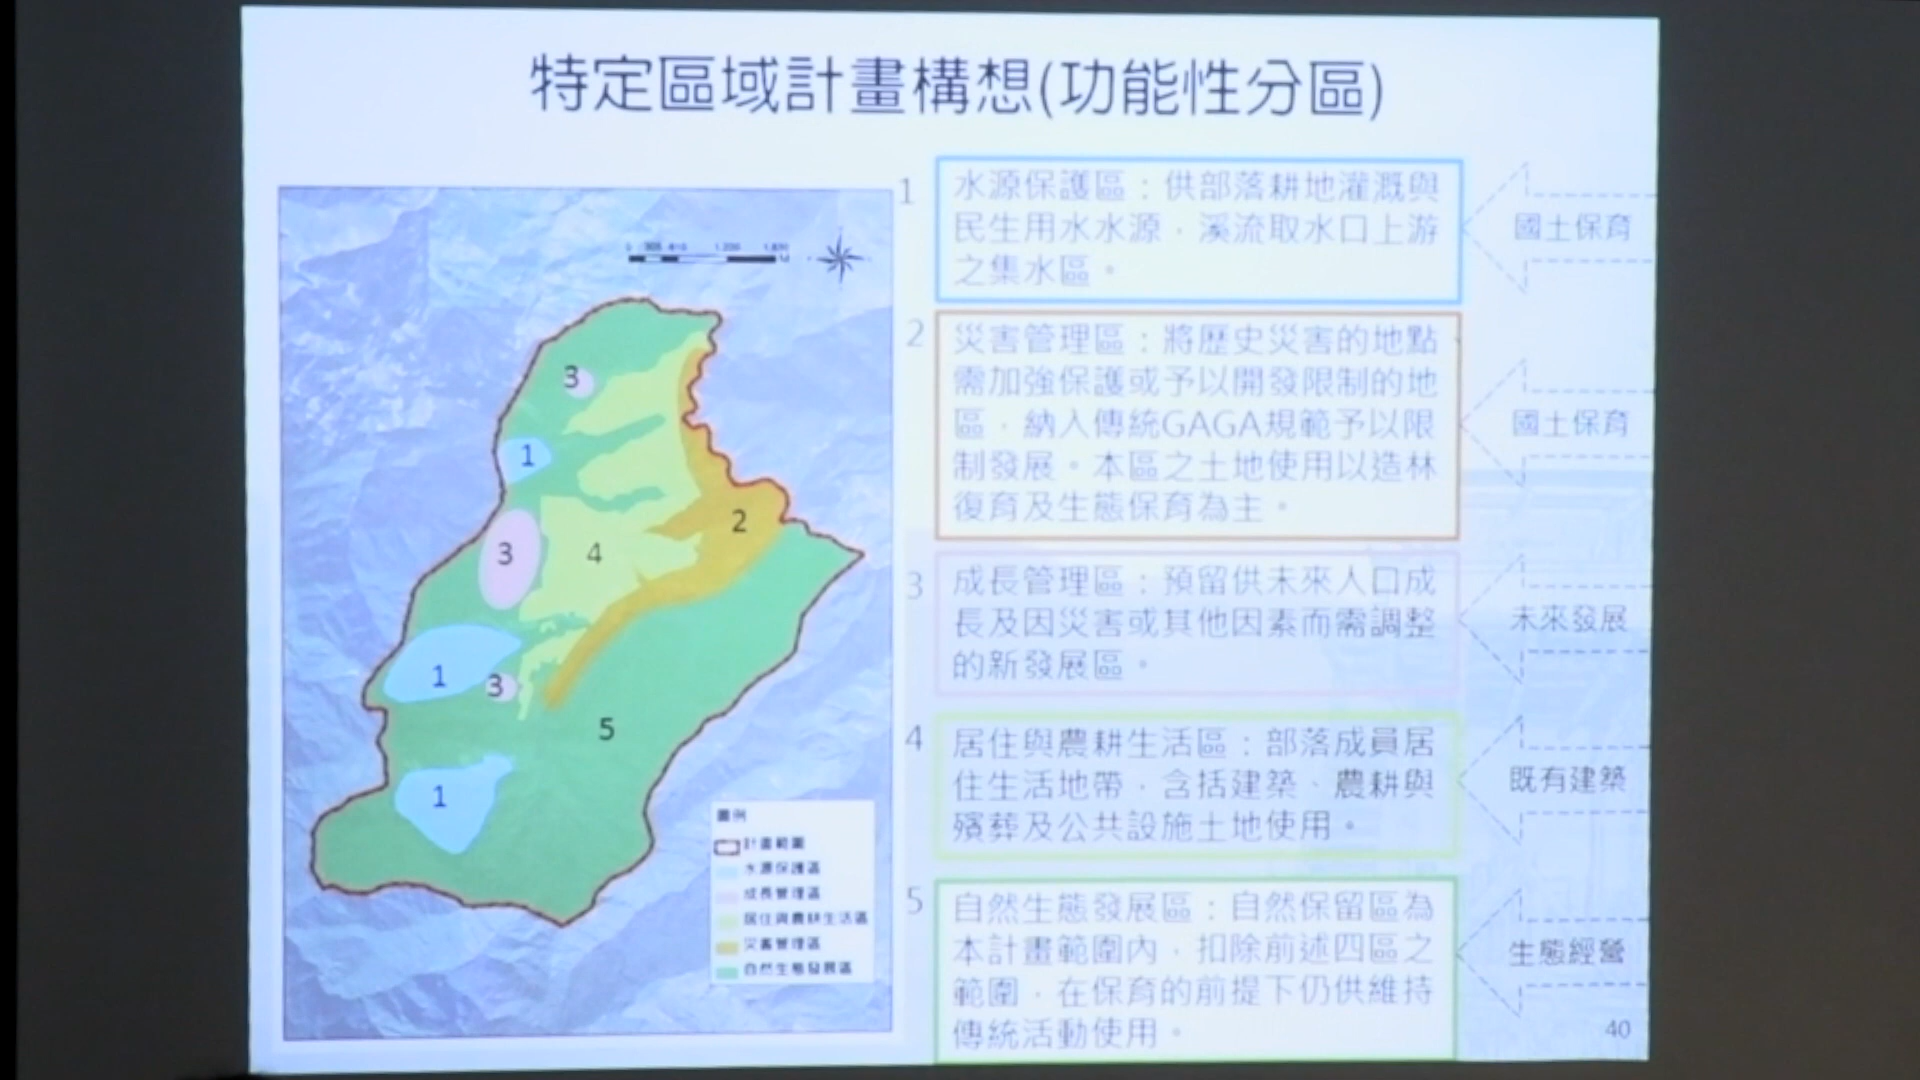 特定區域計畫構想(功能性分區)
1
水源保護區：供部落耕地灌溉與
民生用水水源，溪流取水口上游
之集水區。
國土保育
2
災害管理區：將歷史災害的地點
需加強保護或予以開發限制的地
區，納入傳統GAGA規範予以限
制發展。本區之土地使用以造林
復育及生態保育為主。
國土保育
3
成長管理區：預留供未來人口成
長及因災害或其他因素而需調整
的新發展區。
未來發展
4
居住與農耕生活區：部落成員居
住生活地帶，含括建築、農耕與
殯葬及公共設施土地使用。
既有建築
5
自然生態發展區：自然保留區為
本計畫範圍內，扣除前述四區之
範圍，在保育的前提下仍供維持
傳統活動使用。
生態經營
3
1
2
3
4
1
3
5
1
圖例
計畫範圍
水源保護區
成長管理區
居住與農耕生活區
災害管理區
自然生態發展區
40